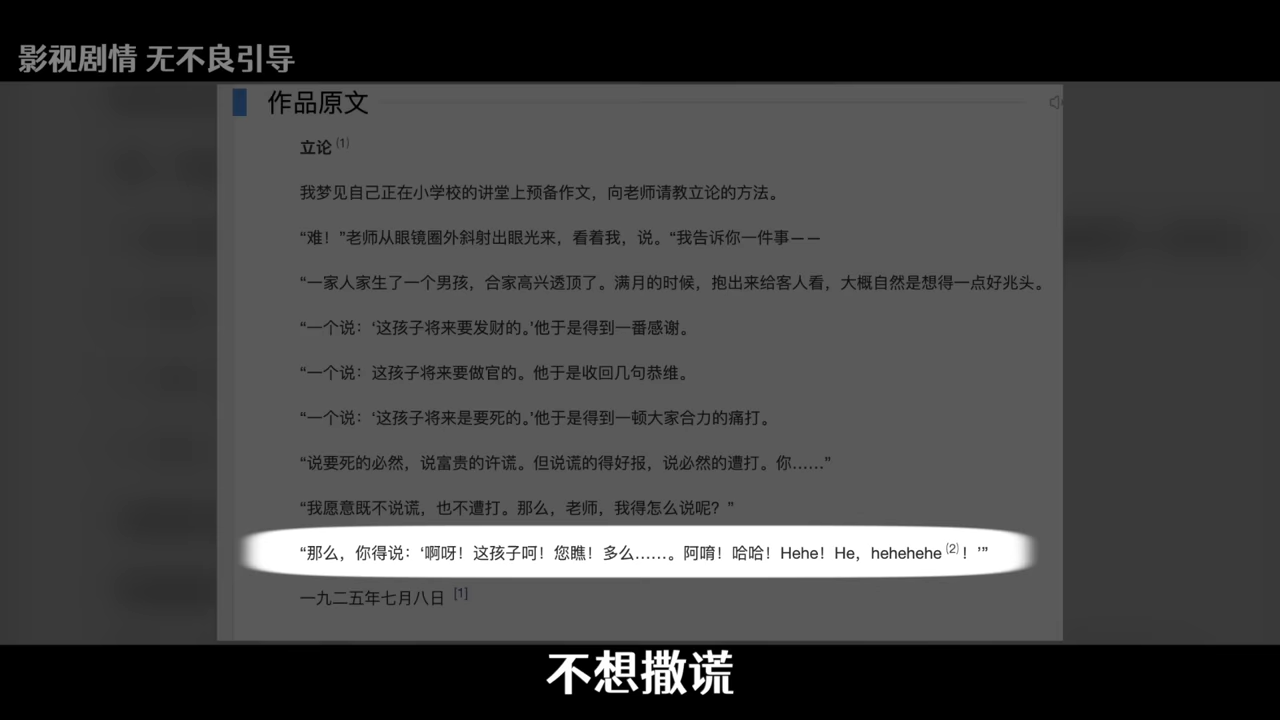 影视剧情 无不良引导
作品原文
立论 (1)
我梦见自己正在小学校的讲堂上预备作文，向老师请教立论的方法。
“难！”老师从眼镜圈外斜射出眼光来，看着我，说。“我告诉你一件事——
“一家人家生了一个男孩，合家高兴透顶了。满月的时候，抱出来给客人看，大概自然是想得一点好兆头。
“一个说：‘这孩子将来要发财的。’他于是得到一番感谢。
“一个说：这孩子将来要做官的。他于是收回几句恭维。
“一个说：‘这孩子将来是要死的。’他于是得到一顿大家合力的痛打。
“说要死的必然，说富贵的许谎。但说谎的得好报，说必然的遭打。你……”
“我愿意既不说谎，也不遭打。那么，老师，我得怎么说呢？”
“那么，你得说：‘啊呀！这孩子呵！您瞧！多么……。阿唷！哈哈！Hehe！He，hehehehe (2)！’”
一九二五年七月八日 [1]
不想撒谎